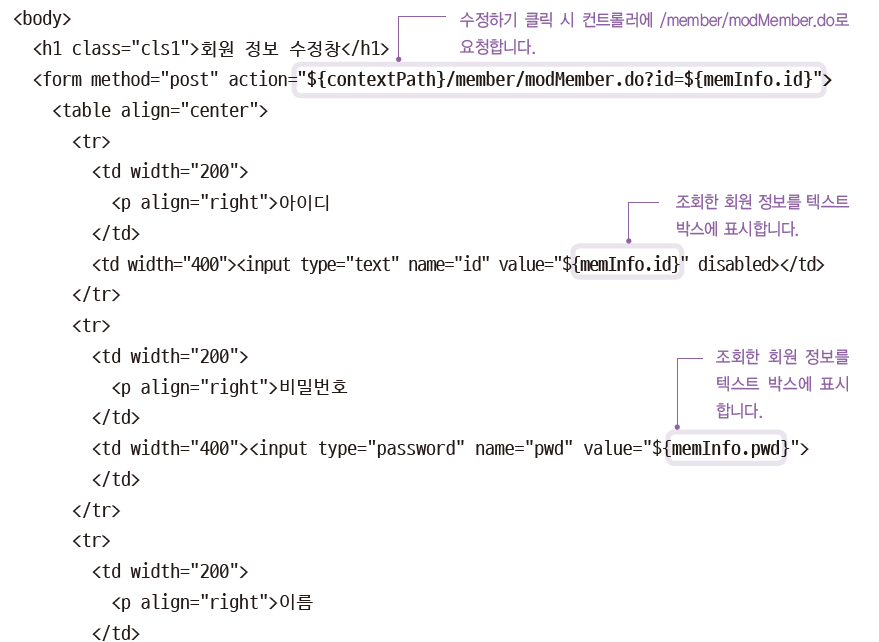 <body>
수정하기 클릭 시 컨트롤러에 /member/modMember.do로
요청합니다.
<h1 class="cls1">회원 정보 수정창</h1>
<form method="post" action="${contextPath}/member/modMember.do?id=${memInfo.id}">
<table align="center">
<tr>
<td width="200">
<p align="right">아이디
</td>
조회한 회원 정보를 텍스트
박스에 표시합니다.
<td width="400"><input type="text" name="id" value="${memInfo.id}" disabled></td>
</tr>
<tr>
<td width="200">
<p align="right">비밀번호
</td>
조회한 회원 정보를
텍스트 박스에 표시
합니다.
<td width="400"><input type="password" name="pwd" value="${memInfo.pwd}">
</td>
</tr>
<tr>
<td width="200">
<p align="right">이름
</td>